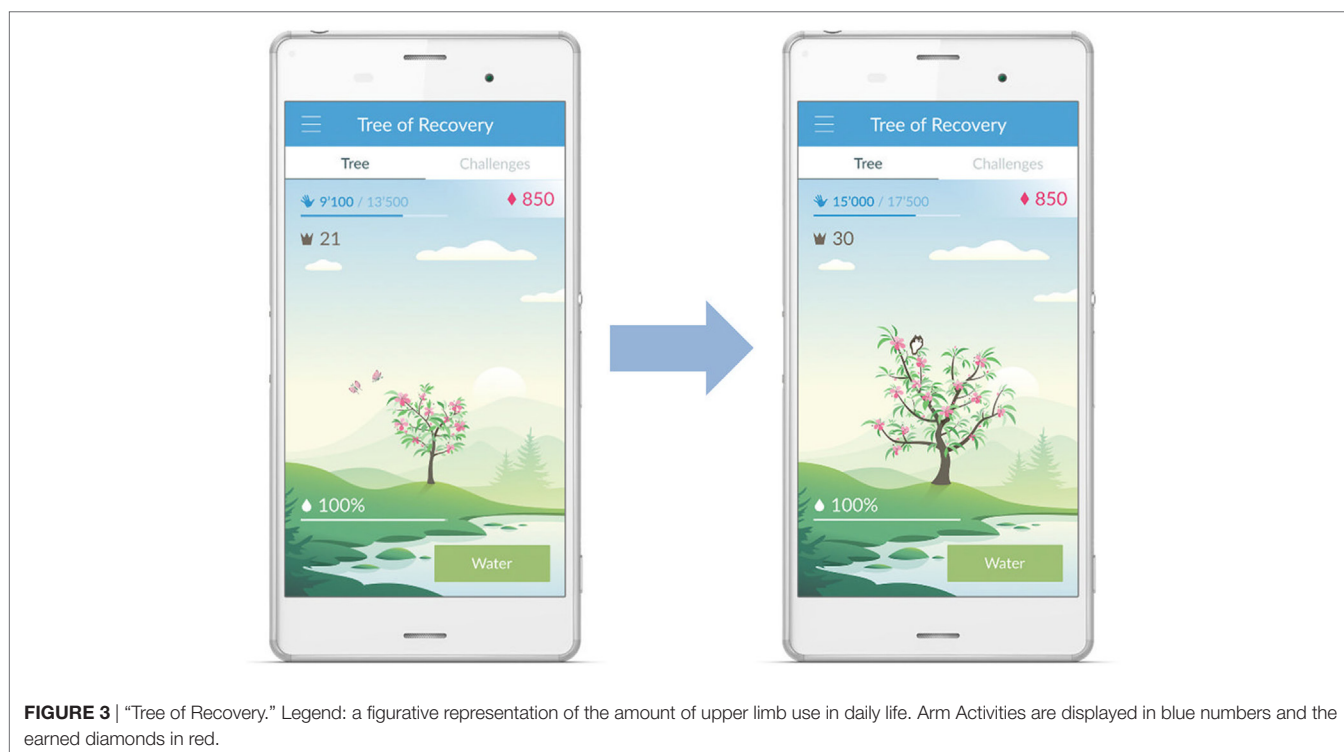 Tree of Recovery
Tree Challenges
9'100 / 13'500 850
21
100%
Water
Tree of Recovery
Tree Challenges
15'000 / 17'500 850
30
100%
Water
FIGURE 3 | “Tree of Recovery.” Legend: a figurative representation of the amount of upper limb use in daily life. Arm Activities are displayed in blue numbers and the
earned diamonds in red.